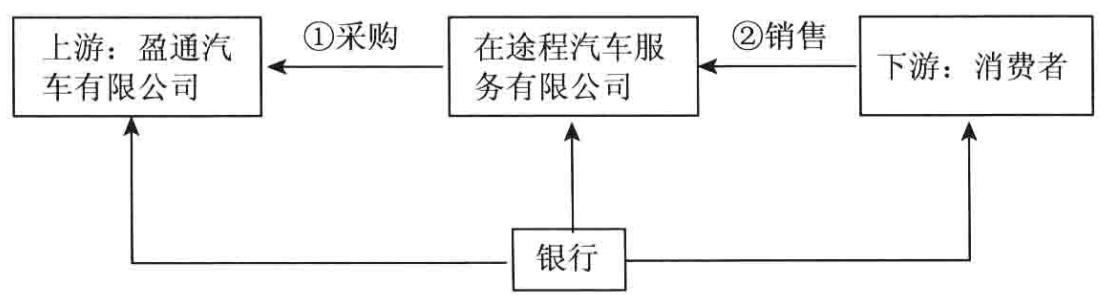 上游：盈通汽
车有限公司
①采购
在途程汽车服
务有限公司
②销售
下游：消费者
银行